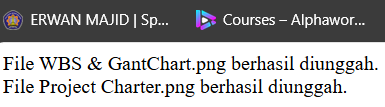 ERWAN MAJID | Sp...
Courses – Alphawor...
File WBS & GantChart.png berhasil diunggah.
File Project Charter.png berhasil diunggah.